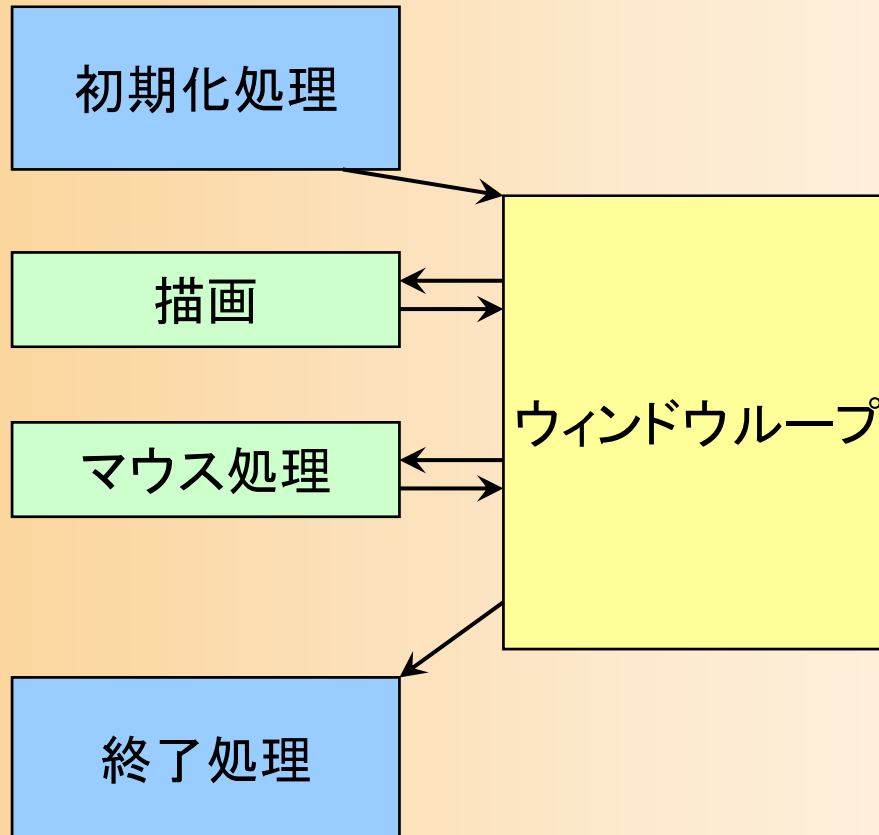 初期化処理
描画
ウィンドウループ
マウス処理
終了処理